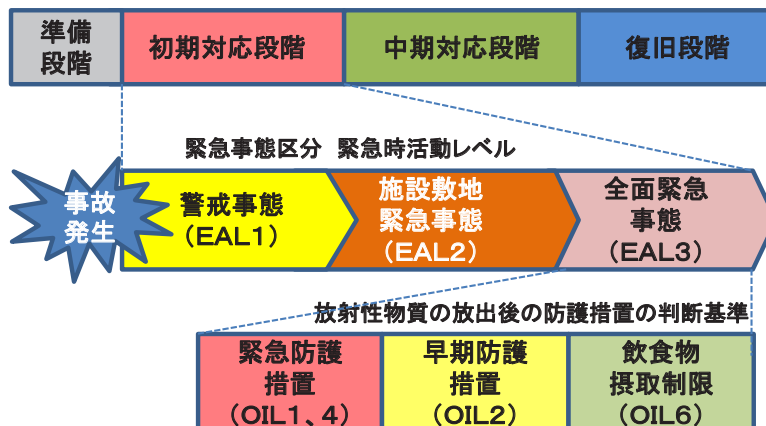 準備
段階
初期対応段階
中期対応段階
復旧段階
緊急事態区分 緊急時活動レベル
事故
発生
警戒事態
(EAL1)
施設敷地
緊急事態
(EAL2)
全面緊急
事態
(EAL3)
放射性物質の放出後の防護措置の判断基準
緊急防護
措置
(OIL1、4)
早期防護
措置
(OIL2)
飲食物
摂取制限
(OIL6)